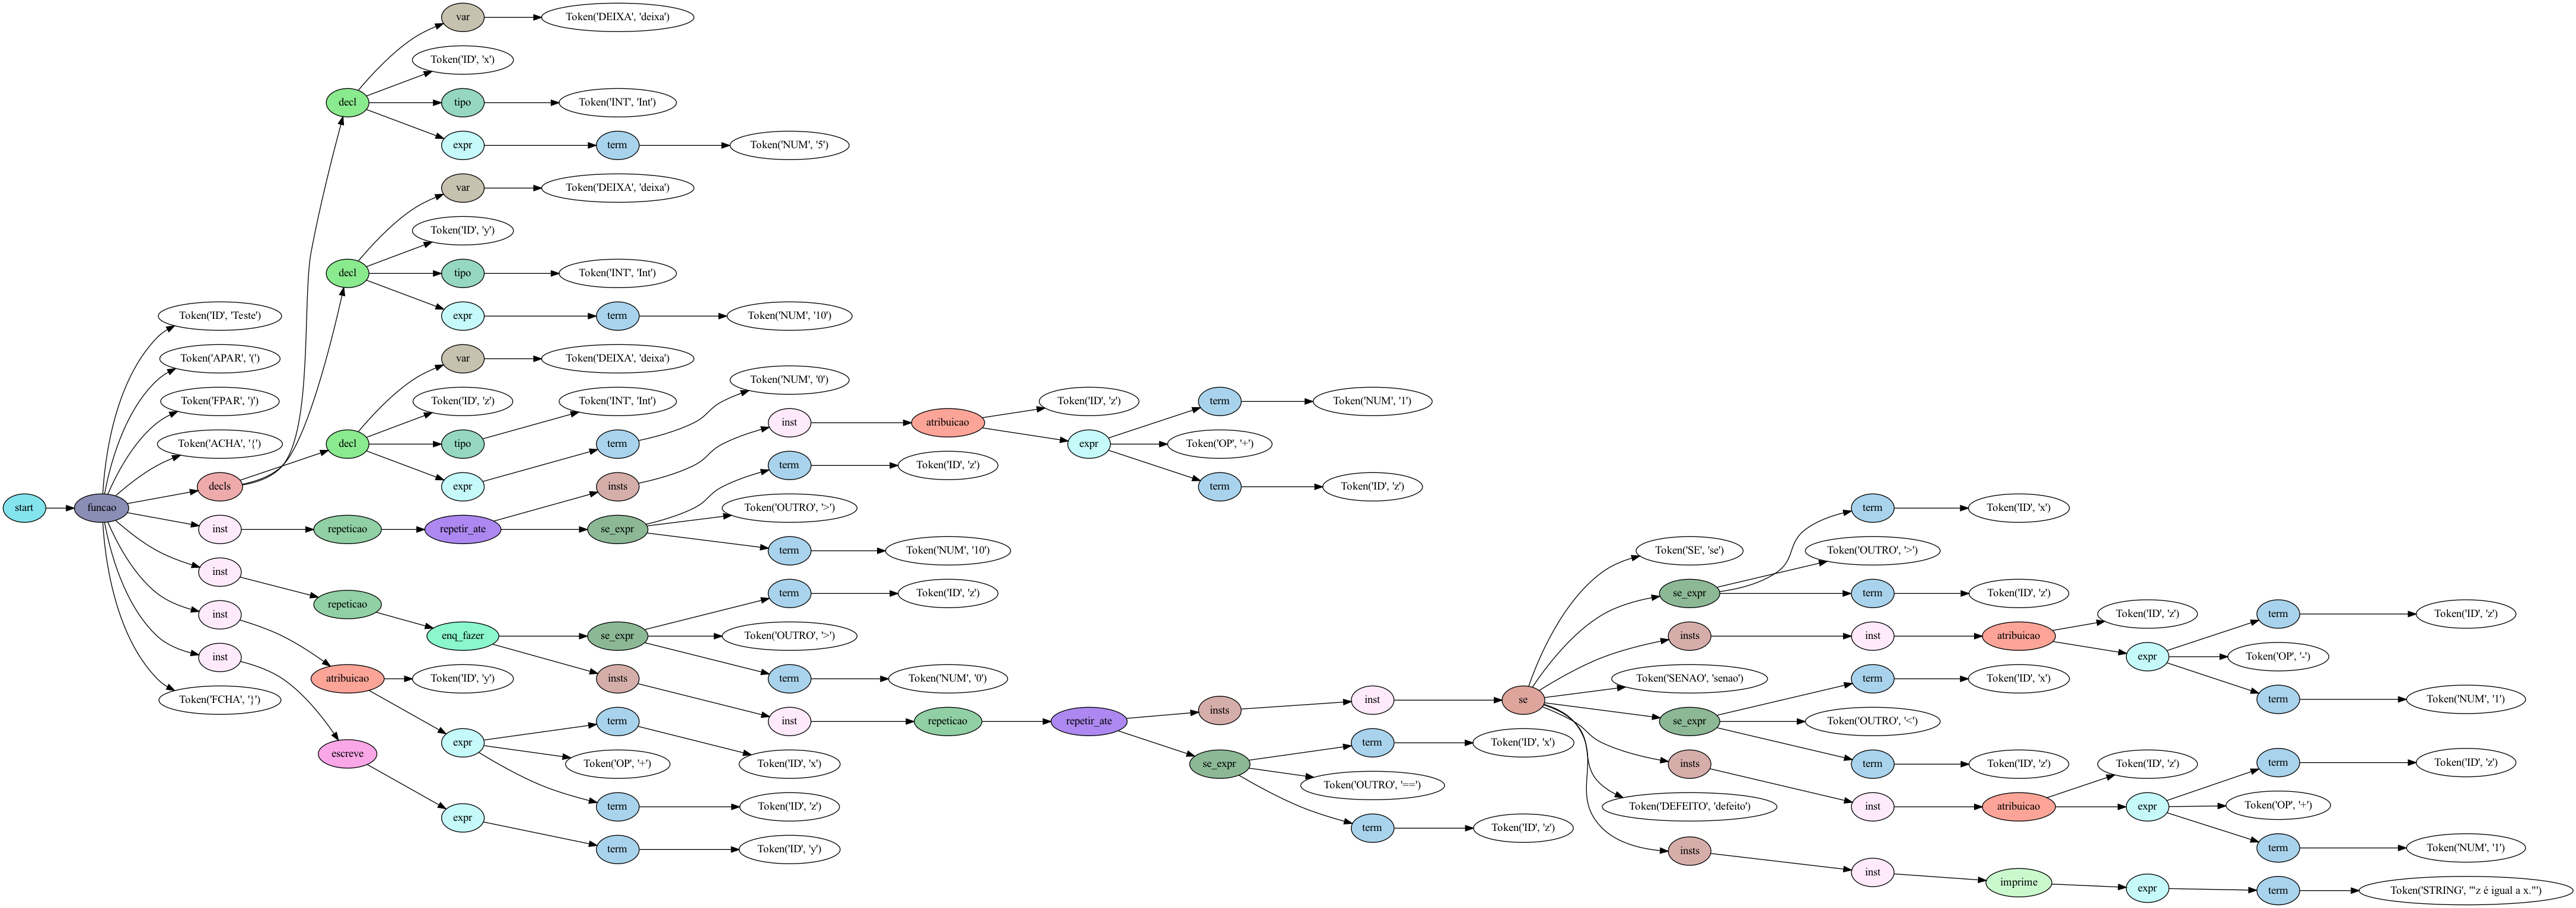 start
funcao
Token('ID', 'Teste')
Token('APAR', '(')
Token('FPAR', ')')
Token('ACHA', '{')
decls
decl
var
Token('DEIXA', 'deixa')
Token('ID', 'x')
tipo
Token('INT', 'Int')
expr
term
Token('NUM', '5')
decl
var
Token('DEIXA', 'deixa')
Token('ID', 'y')
tipo
Token('INT', 'Int')
expr
term
Token('NUM', '10')
decl
var
Token('DEIXA', 'deixa')
Token('ID', 'z')
tipo
Token('INT', 'Int')
expr
term
Token('NUM', '0')
inst
repeticao
repetir_ate
insts
inst
atribuicao
Token('ID', 'z')
expr
term
Token('NUM', '1')
Token('OP', '+')
term
Token('ID', 'z')
se_expr
term
Token('ID', 'z')
Token('OUTRO', '>')
term
Token('NUM', '10')
inst
repeticao
enq_fazer
se_expr
term
Token('ID', 'z')
Token('OUTRO', '>')
term
Token('NUM', '0')
insts
inst
repeticao
repetir_ate
insts
inst
se
Token('SE', 'se')
se_expr
term
Token('ID', 'x')
Token('OUTRO', '>')
term
Token('ID', 'z')
insts
inst
atribuicao
Token('ID', 'z')
expr
term
Token('ID', 'z')
Token('OP', '-')
term
Token('NUM', '1')
Token('SENAO', 'senao')
se_expr
term
Token('ID', 'x')
Token('OUTRO', '<')
term
Token('ID', 'z')
insts
inst
atribuicao
Token('ID', 'z')
expr
term
Token('ID', 'z')
Token('OP', '+')
term
Token('NUM', '1')
Token('DEFEITO', 'defeito')
insts
inst
imprime
expr
term
Token('STRING', '"z é igual a x."')
se_expr
term
Token('ID', 'x')
Token('OUTRO', '==')
term
Token('ID', 'z')
inst
atribuicao
Token('ID', 'y')
expr
term
Token('ID', 'x')
Token('OP', '+')
term
Token('ID', 'z')
inst
escreve
expr
term
Token('ID', 'y')
Token('FCHA', '}')